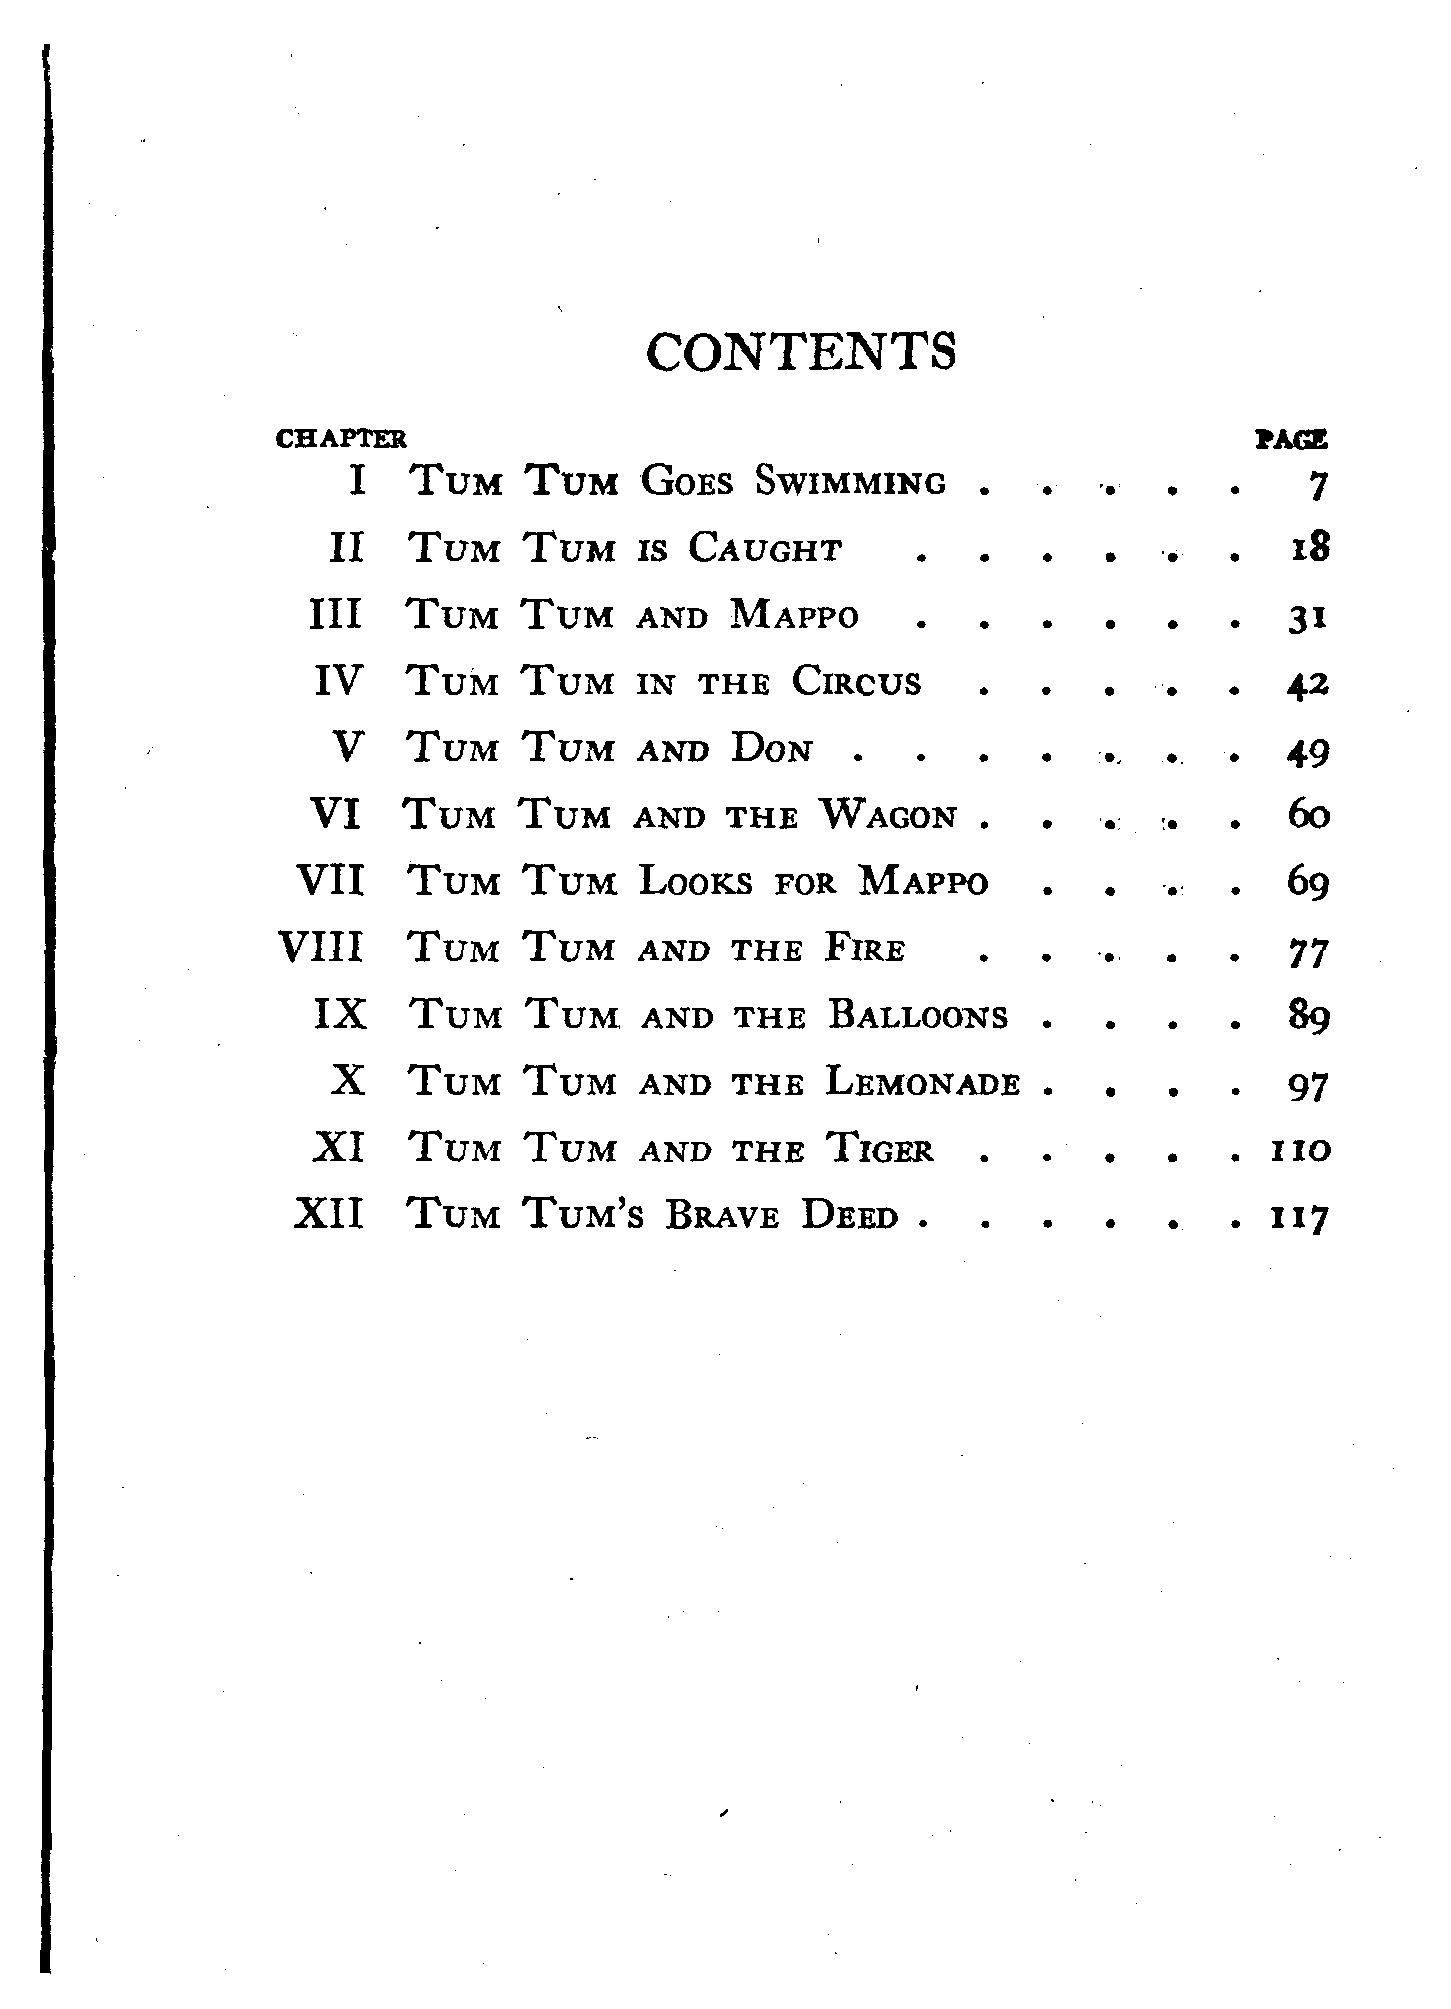 CONTENTS
CHAPTER PAGE
I TUM TUM GOES SWIMMING . . . . . 7
II TUM TUM IS CAUGHT . . . . . . 18
III TUM TUM AND MAPPO . . . . . . 31
IV TUM TUM IN THE CIRCUS . . . . . 42
V TUM TUM AND DON . . . . . . . 49
VI TUM TUM AND THE WAGON . . . . . 60
VII TUM TUM LOOKS FOR MAPPO . . . . 69
VIII TUM TUM AND THE FIRE . . . . . 77
IX TUM TUM AND THE BALLOONS . . . . 89
X TUM TUM AND THE LEMONADE . . . . 97
XI TUM TUM AND THE TIGER . . . . . 110
XII TUM TUM'S BRAVE DEED . . . . . . 117